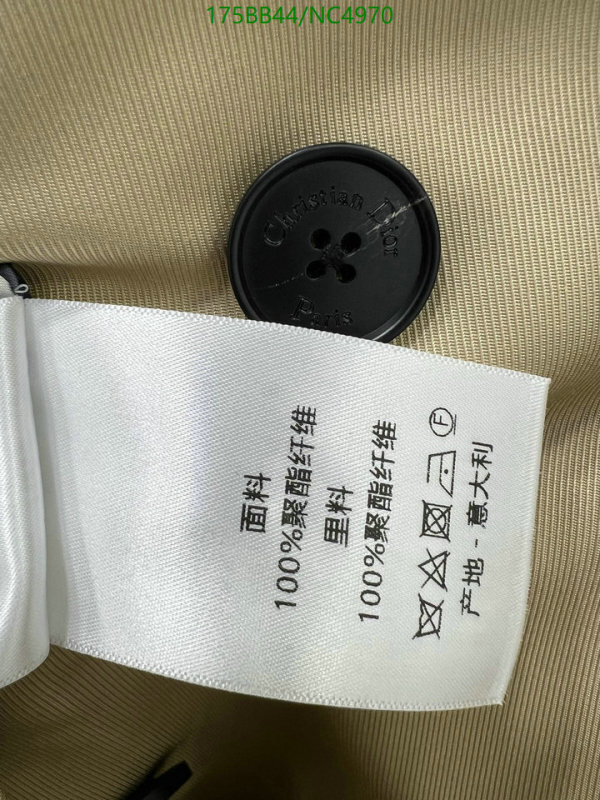 175BB44/NC4970
Christian Dior
Paris
面料
100%聚酯纤维
里料
100%聚酯纤维
F
产地 - 意大利